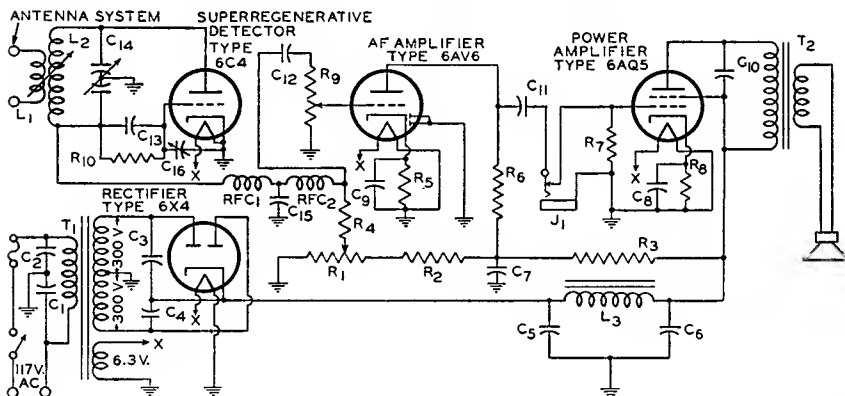 ANTENNA SYSTEM
SUPERREGENERATIVE
DETECTOR
TYPE
6C4
AF AMPLIFIER
TYPE 6AV6
POWER
AMPLIFIER
TYPE 6AQ5
T2
L2
C14
L1
C13
R10
C16
X
C12
R9
C9
R5
X
C11
R6
R7
J1
X
C8
R8
G10
RFC1
RFC2
C15
R4
RECTIFIER
TYPE 6X4
T1
300 V
300 V
C3
C4
X
C2
C1
R1
R2
C7
R3
L3
C5
C6
X
6.3V.
117V.
AC